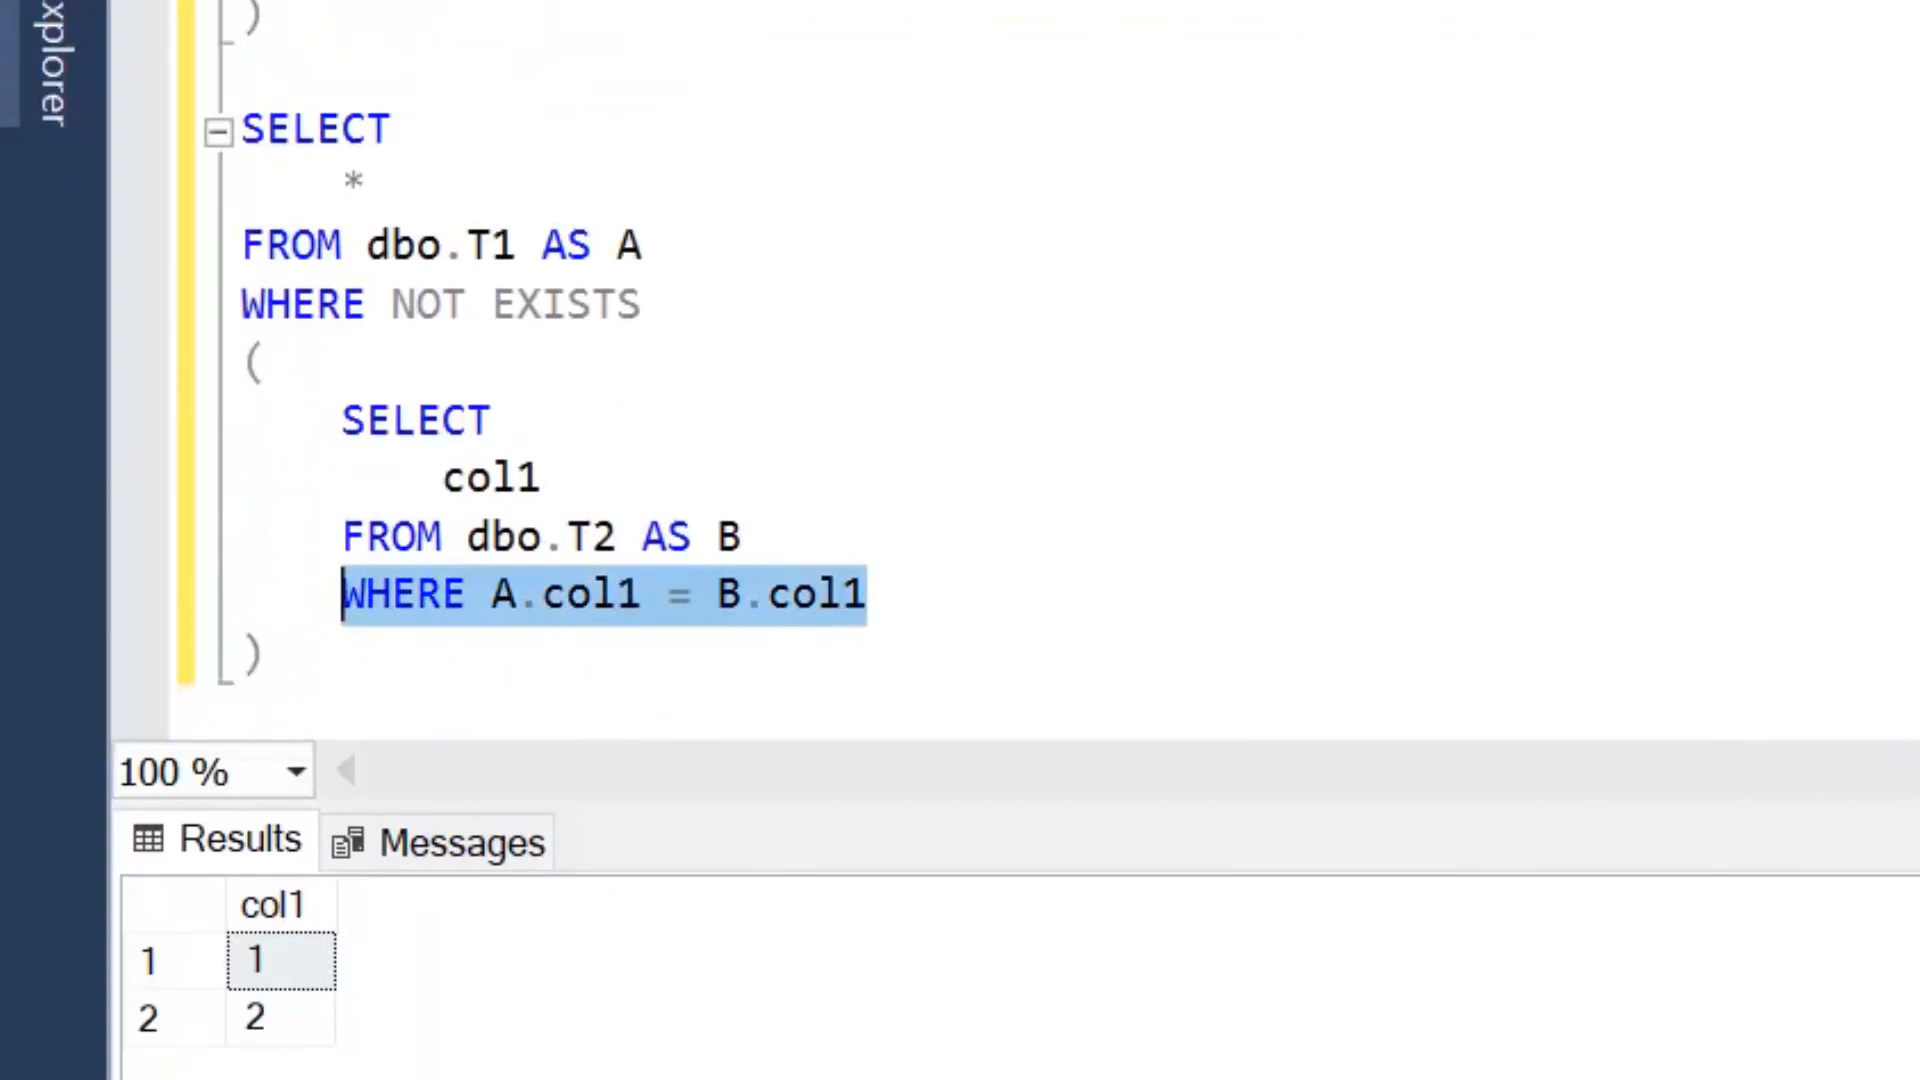 xplorer
)
SELECT
*
FROM dbo.T1 AS A
WHERE NOT EXISTS
(
SELECT
col1
FROM dbo.T2 AS B
WHERE A.col1 = B.col1
)
100 %
Results Messages
col1
1 1
2 2